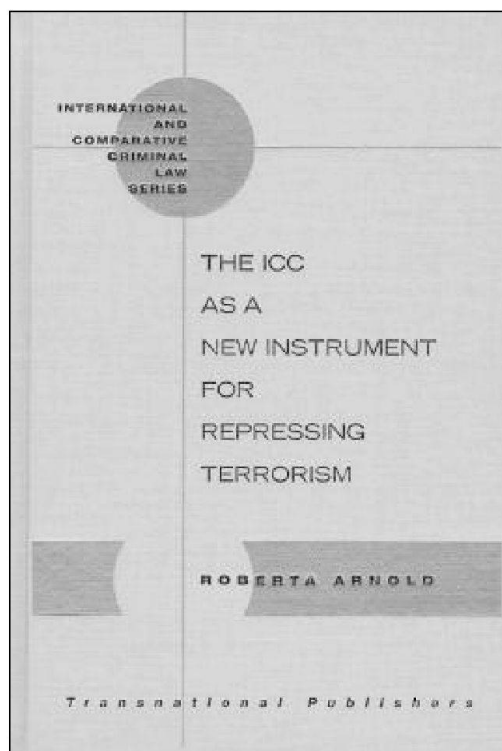 INTERNATIONAL
AND
COMPARATIVE
CRIMINAL
LAW
SERIES
THE ICC
AS A
NEW INSTRUMENT
FOR
REPRESSING
TERRORISM
ROBERTA ARNOLD
Transnational Publishers